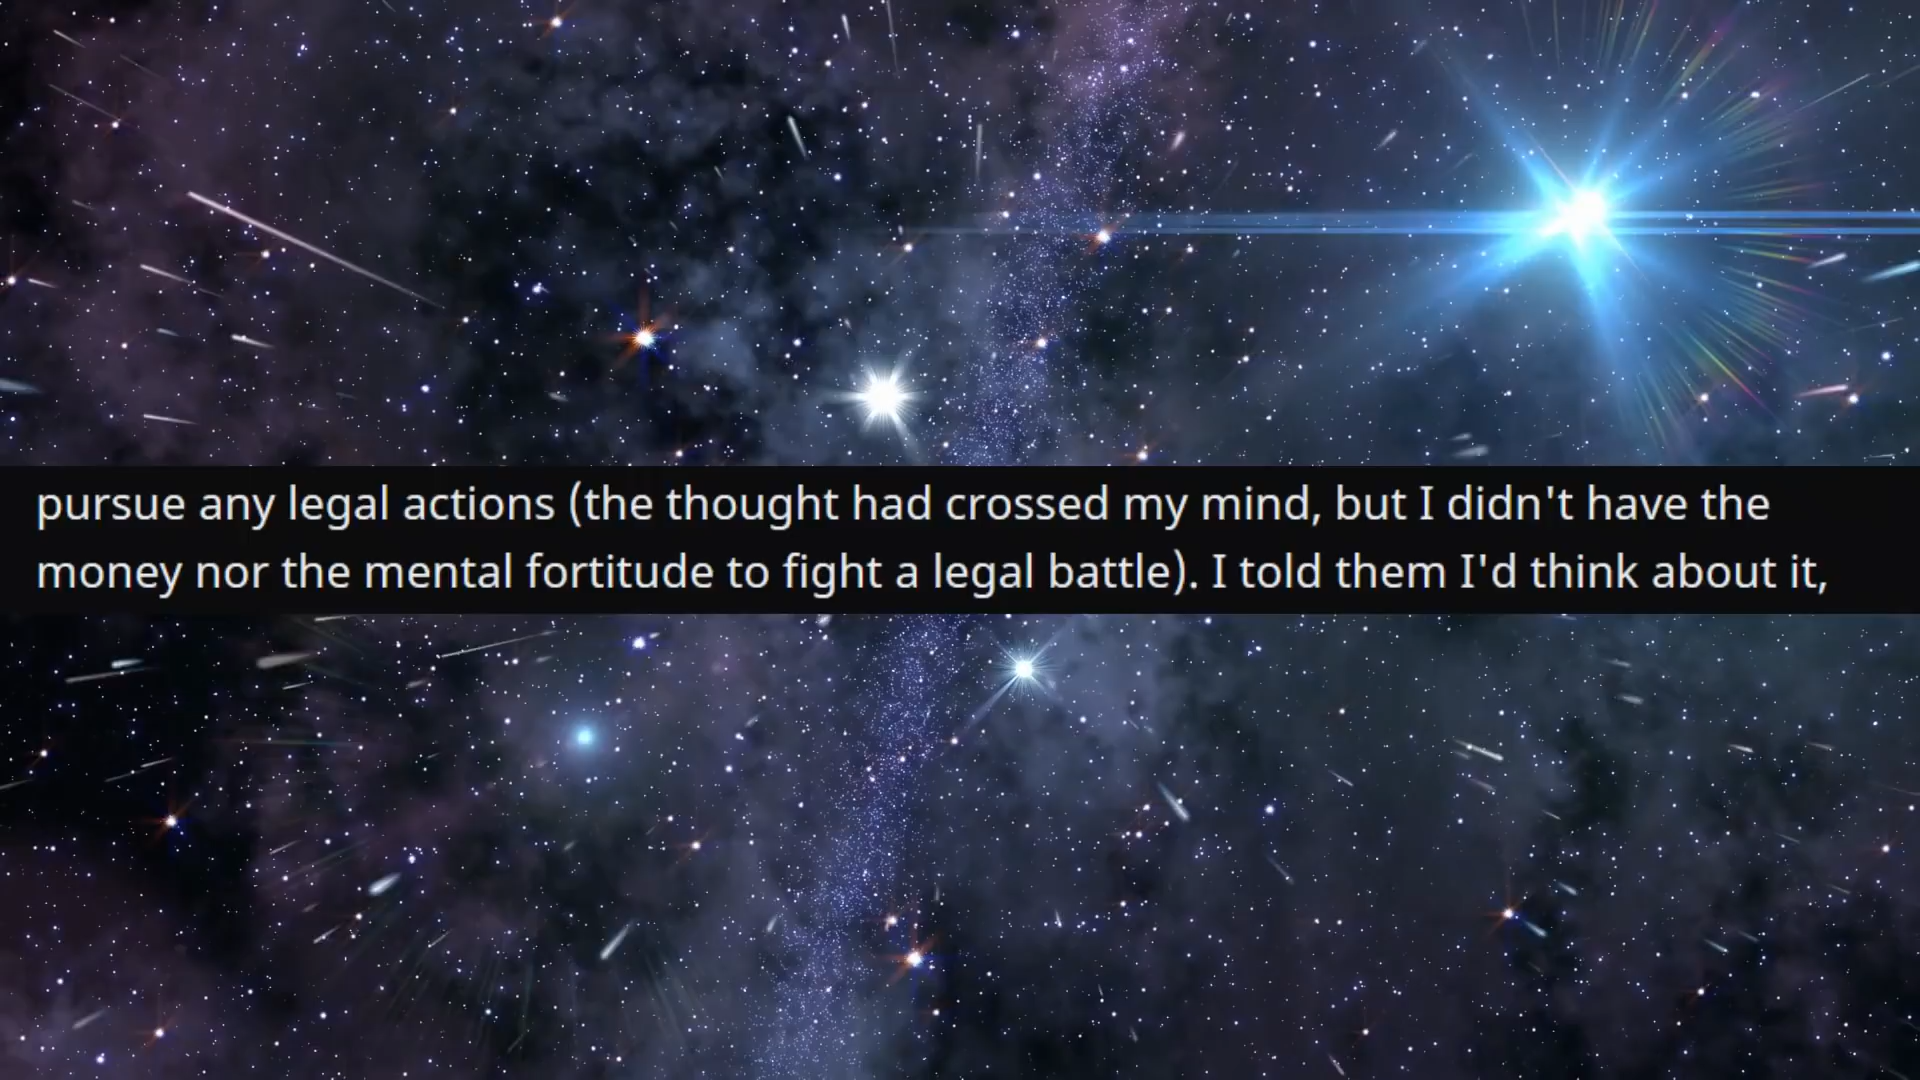 pursue any legal actions (the thought had crossed my mind, but I didn't have the
money nor the mental fortitude to fight a legal battle). I told them I'd think about it,